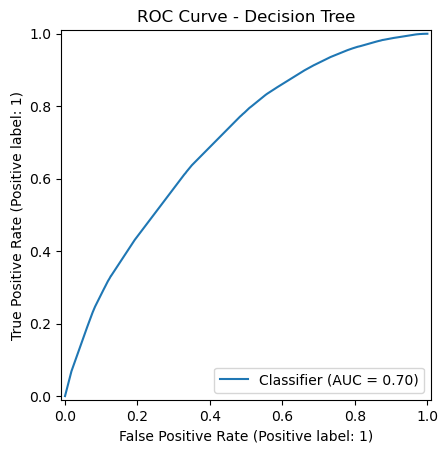 ROC Curve - Decision Tree
1.0
0.8
0.6
0.4
0.2
0.0
True Positive Rate (Positive label: 1)
Classifier (AUC = 0.70)
0.0 0.2 0.4 0.6 0.8 1.0
False Positive Rate (Positive label: 1)